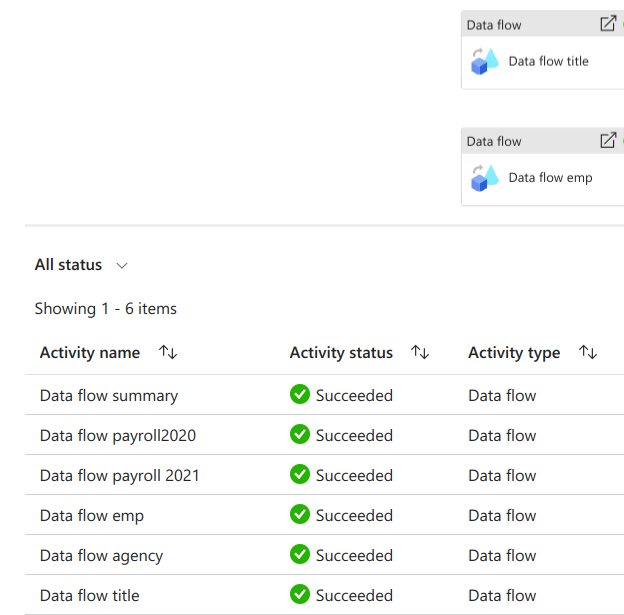 Data flow
Data flow title
Data flow
Data flow emp
All status
Showing 1 - 6 items
Activity name Activity status Activity type
Data flow summary Succeeded Data flow
Data flow payroll2020 Succeeded Data flow
Data flow payroll 2021 Succeeded Data flow
Data flow emp Succeeded Data flow
Data flow agency Succeeded Data flow
Data flow title Succeeded Data flow